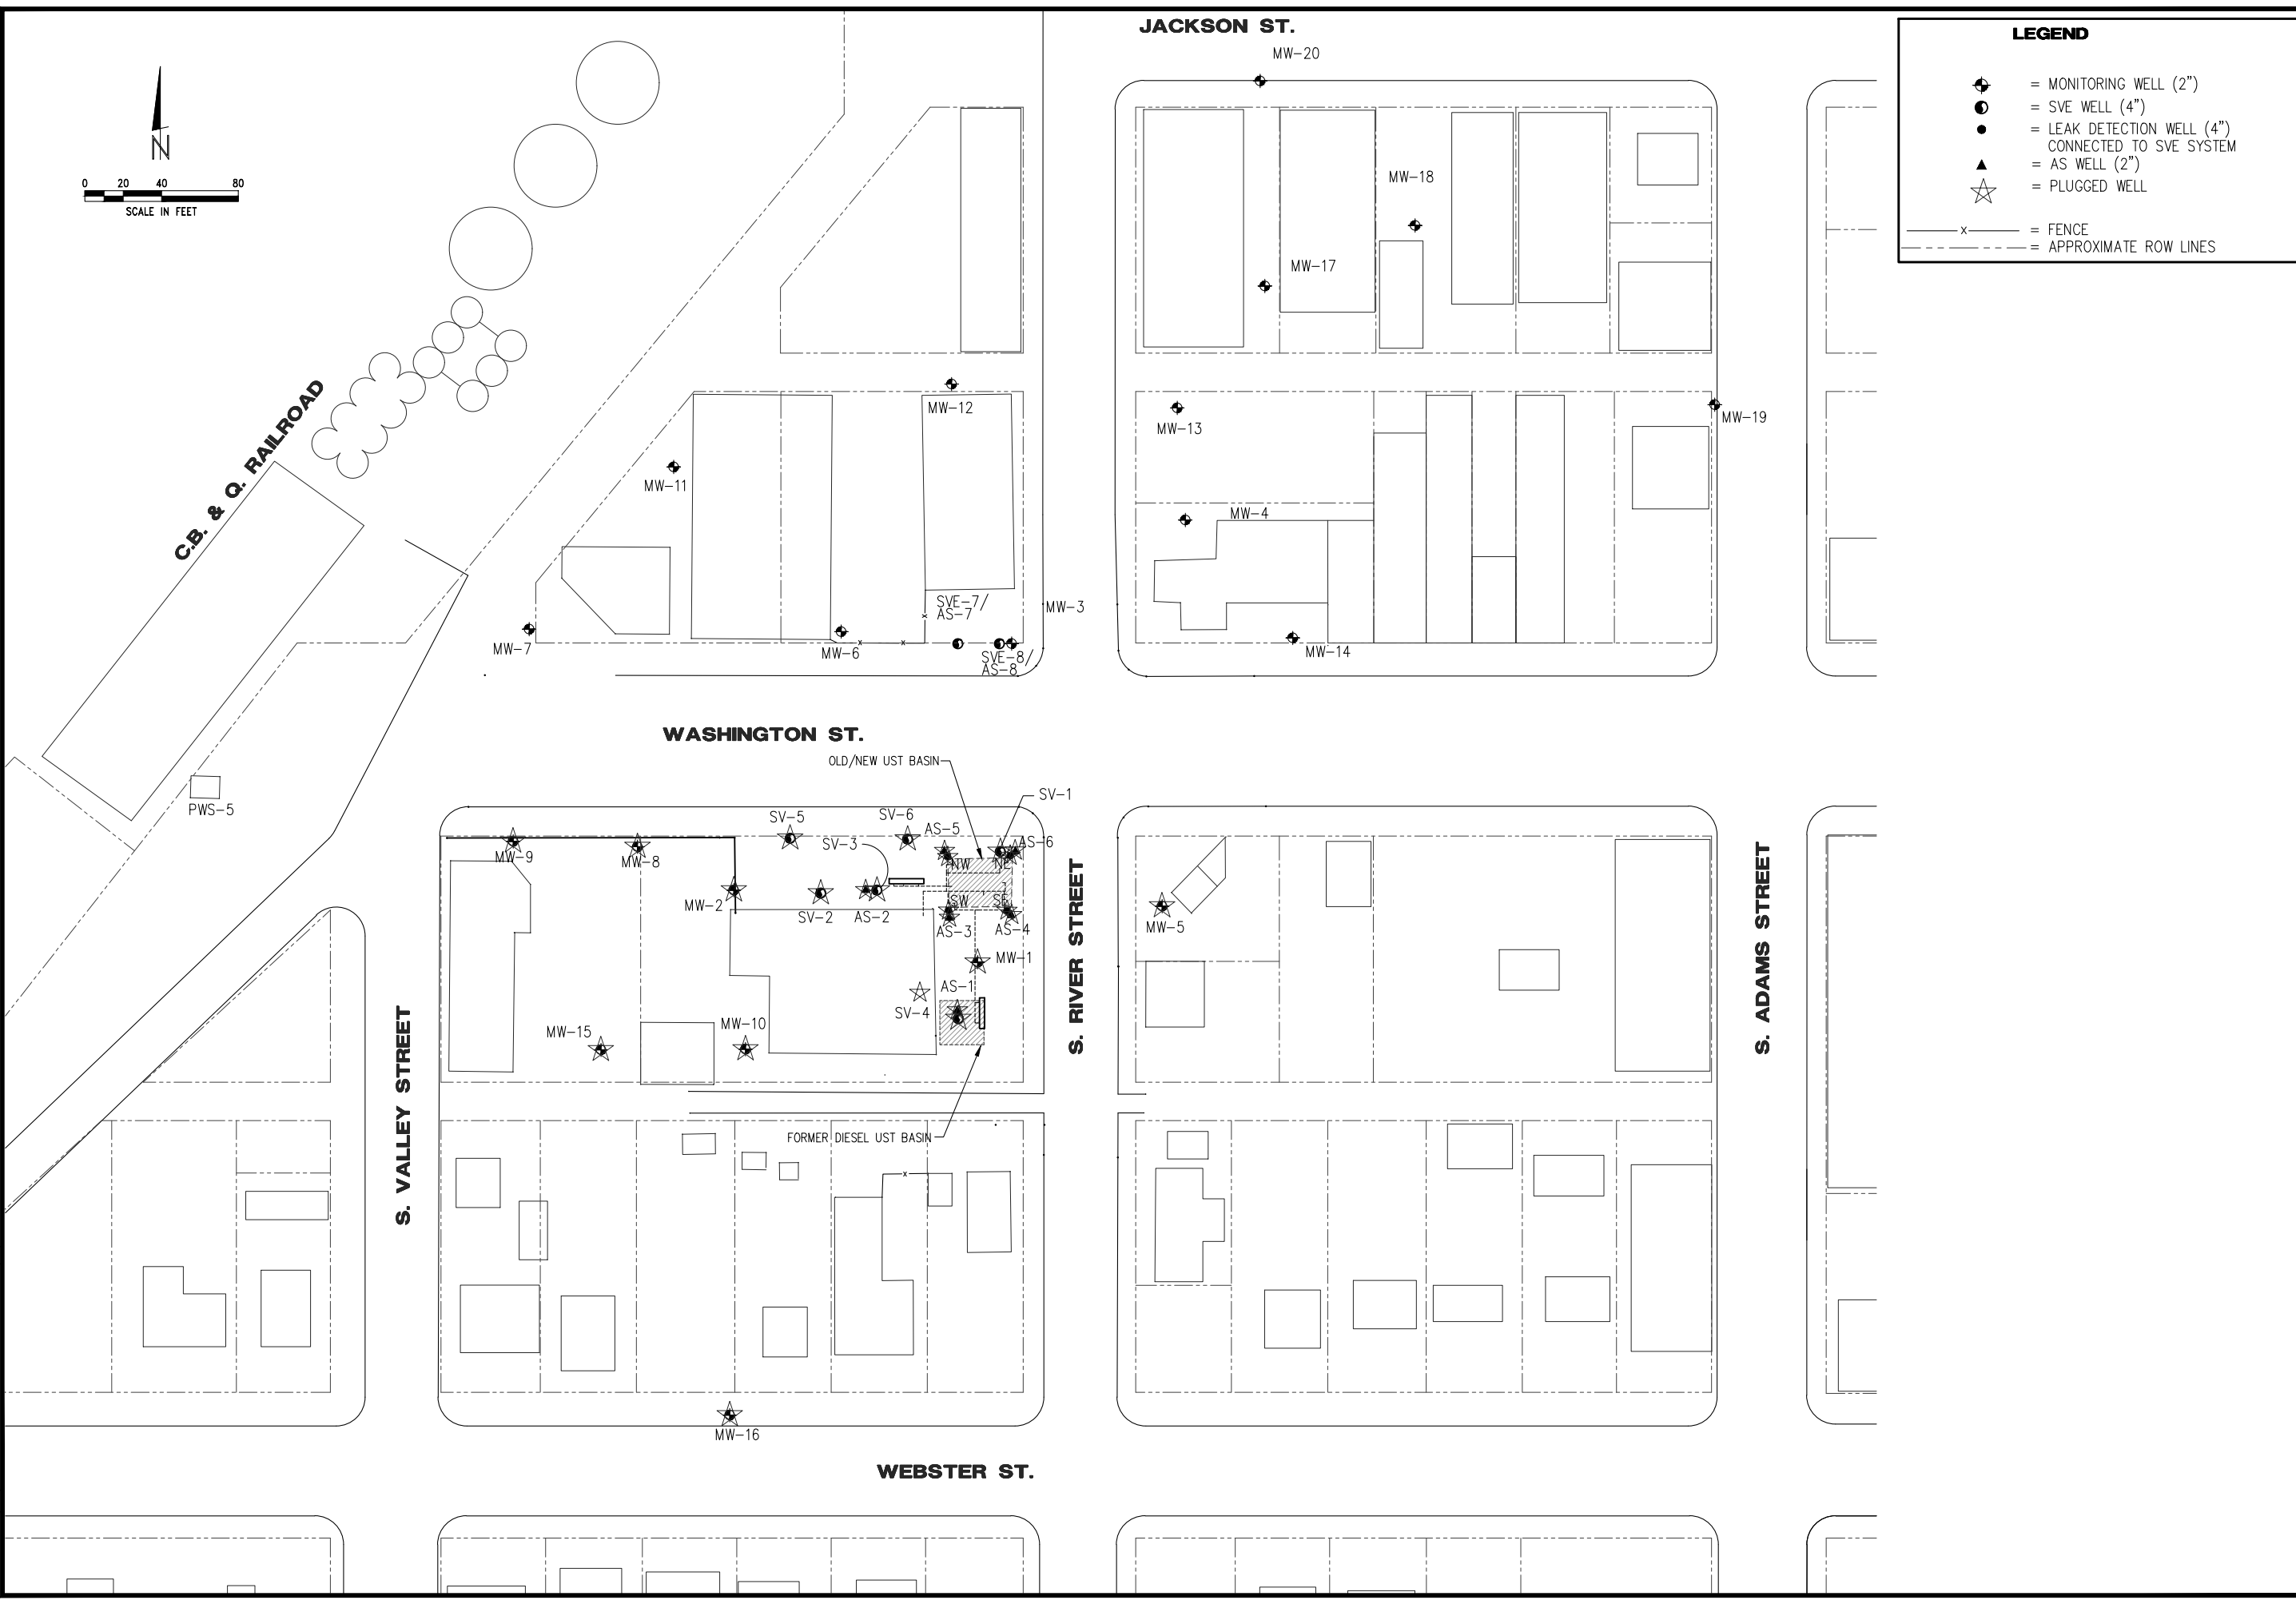 JACKSON ST.
MW-20
LEGEND
= MONITORING WELL (2")
= SVE WELL (4")
= LEAK DETECTION WELL (4")
CONNECTED TO SVE SYSTEM
= AS WELL (2")
= PLUGGED WELL
x = FENCE
= APPROXIMATE ROW LINES
N
0 20 40 80
SCALE IN FEET
MW-18
MW-17
C.B. & Q. RAILROAD
MW-12
MW-13
MW-19
MW-11
MW-4
SVE-7/
AS-7
MW-3
x
x x
MW-7
MW-6
SVE-8/
AS-8
MW-14
WASHINGTON ST.
OLD/NEW UST BASIN
PWS-5
SV-1
SV-5
SV-6
AS-5
SV-3
AS-6
MW-9
MW-8
NW
NE
MW-2
SV-2
AS-2
SW
SE
AS-3
AS-4
MW-5
MW-1
AS-1
SV-4
MW-15
MW-10
S. VALLEY STREET
S. RIVER STREET
S. ADAMS STREET
FORMER DIESEL UST BASIN
x
MW-16
WEBSTER ST.